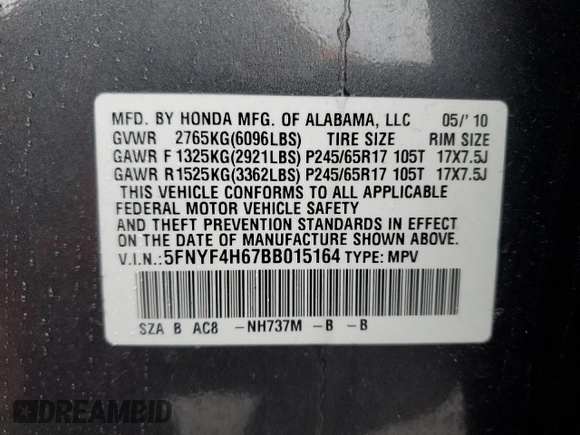 MFD. BY HONDA MFG. OF ALABAMA, LLC 05/'10
GVWR 2765KG(6096LBS) TIRE SIZE RIM SIZE
GAWR F 1325KG(2921LBS) P245/65R17 105T 17X7.5J
GAWR R 1525KG(3362LBS) P245/65R17 105T 17X7.5J
THIS VEHICLE CONFORMS TO ALL APPLICABLE
FEDERAL MOTOR VEHICLE SAFETY
AND THEFT PREVENTION STANDARDS IN EFFECT
ON THE DATE OF MANUFACTURE SHOWN ABOVE.
V.I.N.:5FNYF4H67BB015164 TYPE: MPV
SZA B AC8 -NH737M -B -B
DREAMBID